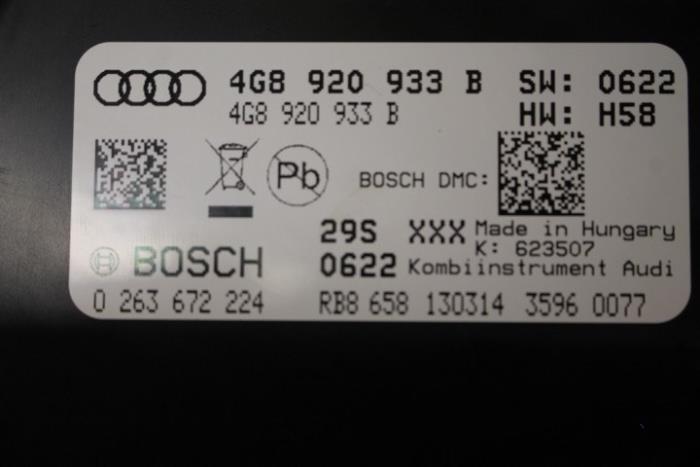 4G8 920 933 B SW: 0622
4G8 920 933 B HW: H58
Pb BOSCH DMC:
29S XXX Made in Hungary
K: 623507
BOSCH 0622 Kombiinstrument Audi
0 263 672 224 RB8 658 130314 3596 0077